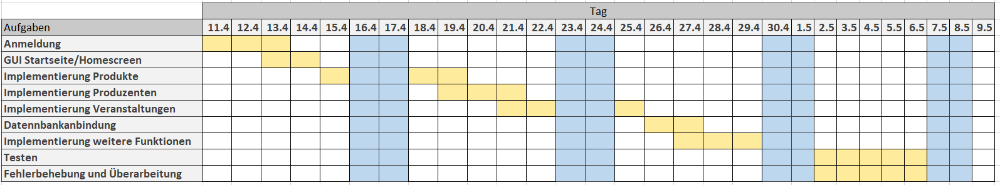 Tag
Aufgaben 11.4 12.4 13.4 14.4 15.4 16.4 17.4 18.4 19.4 20.4 21.4 22.4 23.4 24.4 25.4 26.4 27.4 28.4 29.4 30.4 1.5 2.5 3.5 4.5 5.5 6.5 7.5 8.5 9.5
Anmeldung
GUI Startseite/Homescreen
Implementierung Produkte
Implementierung Produzenten
Implementierung Veranstaltungen
Datennbankanbindung
Implementierung weitere Funktionen
Testen
Fehlerbehebung und Überarbeitung